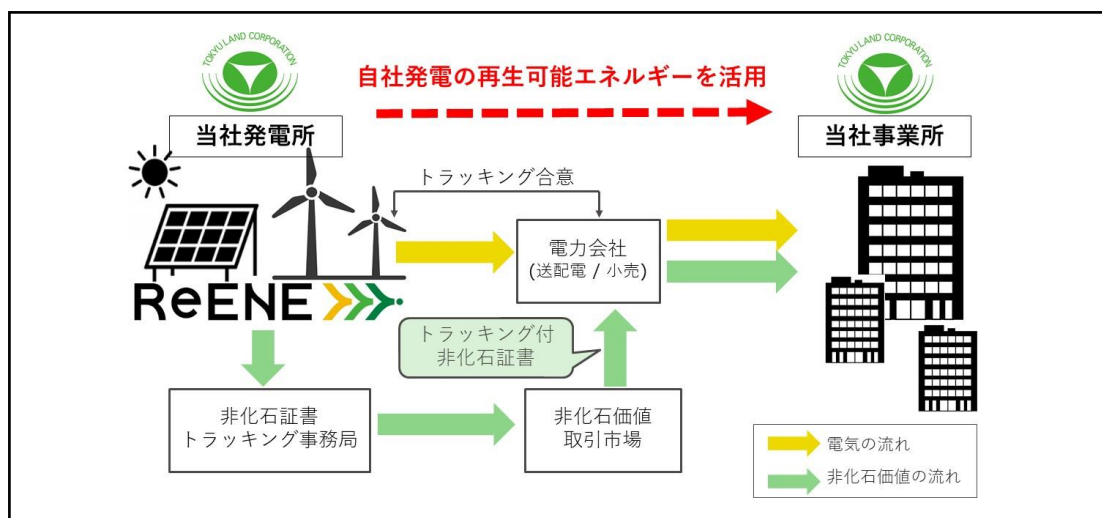 TOKYU LAND CORPORATION
当社発電所
自社発電の再生可能エネルギーを活用
TOKYU LAND CORPORATION
当社事業所
トラッキング合意
電力会社
(送配電 / 小売)
ReENE
トラッキング付
非化石証書
非化石証書
トラッキング事務局
非化石価値
取引市場
電気の流れ
非化石価値の流れ